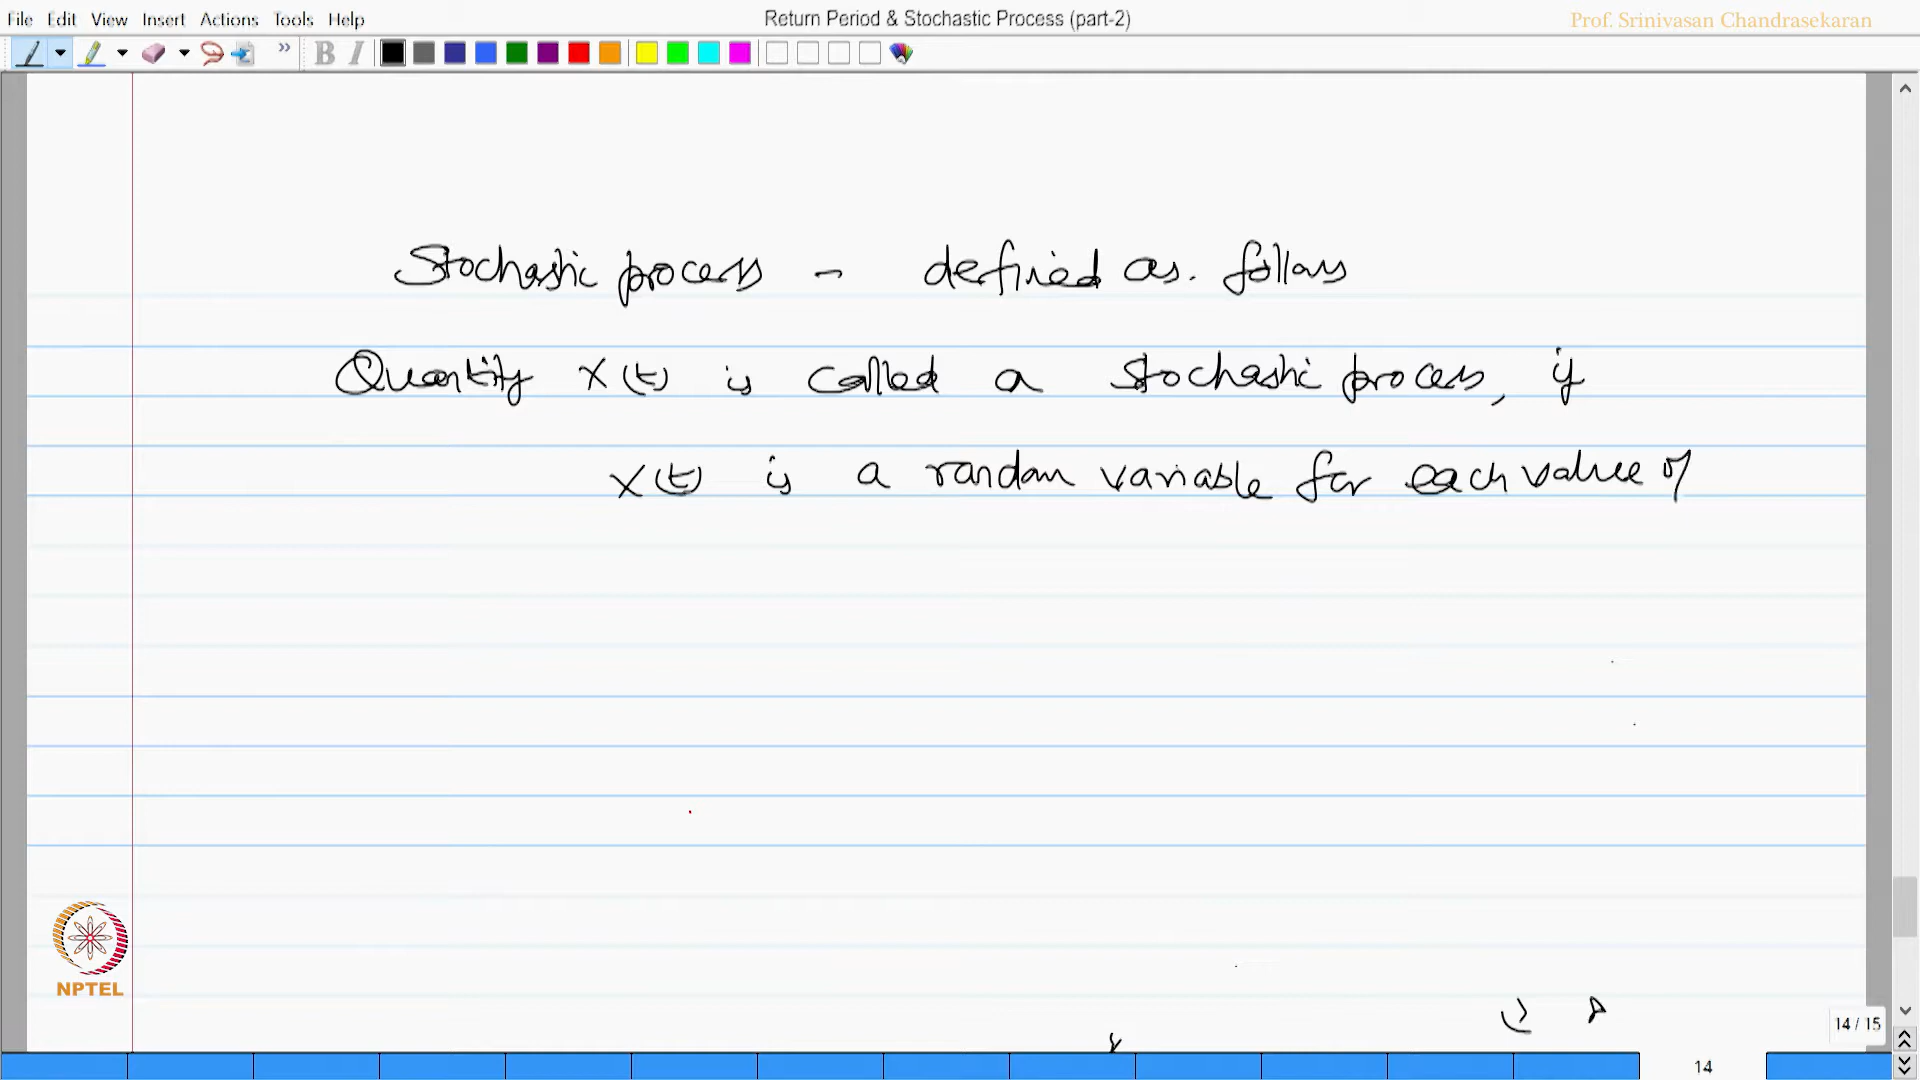 File Edit View Insert Actions Tools Help
Return Period & Stochastic Process (part-2)
Prof. Srinivasan Chandrasekaran
B I
Stochastic process - defined as. follows
Quantity X(t) is called a stochastic process, if
X(t) is a random variable for each value of
NPTEL
14 / 15
14